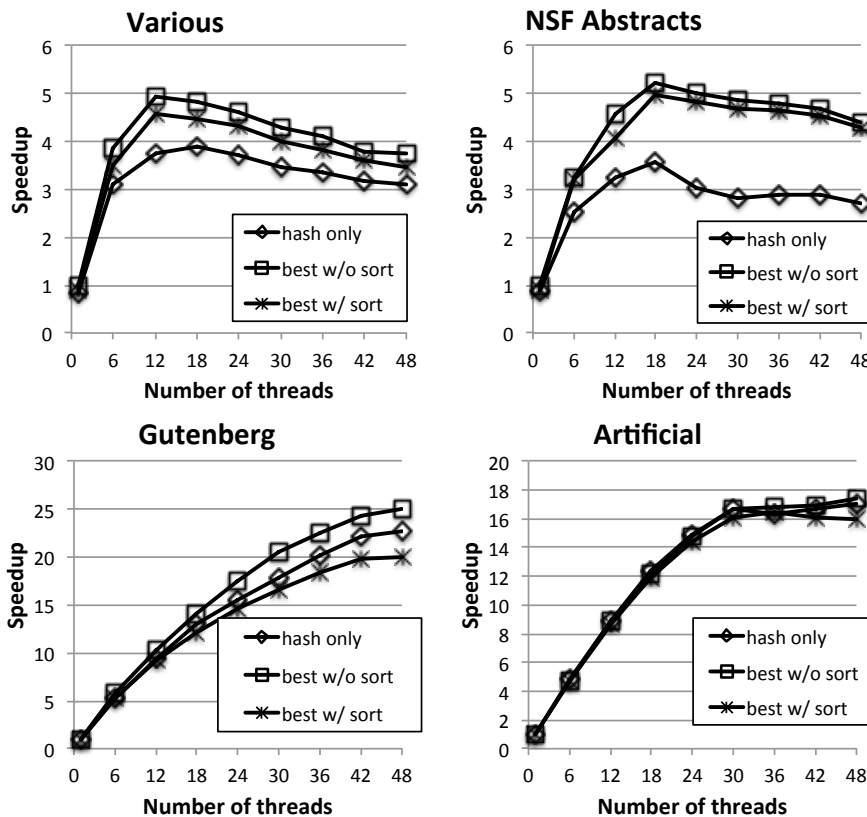 Various
6
5
4
3
2
1
0
Speedup
hash only
best w/o sort
best w/ sort
0 6 12 18 24 30 36 42 48
Number of threads
NSF Abstracts
6
5
4
3
2
1
0
Speedup
hash only
best w/o sort
best w/ sort
0 6 12 18 24 30 36 42 48
Number of threads
Gutenberg
30
25
20
15
10
5
0
Speedup
hash only
best w/o sort
best w/ sort
0 6 12 18 24 30 36 42 48
Number of threads
Artificial
20
18
16
14
12
10
8
6
4
2
0
Speedup
hash only
best w/o sort
best w/ sort
0 6 12 18 24 30 36 42 48
Number of threads